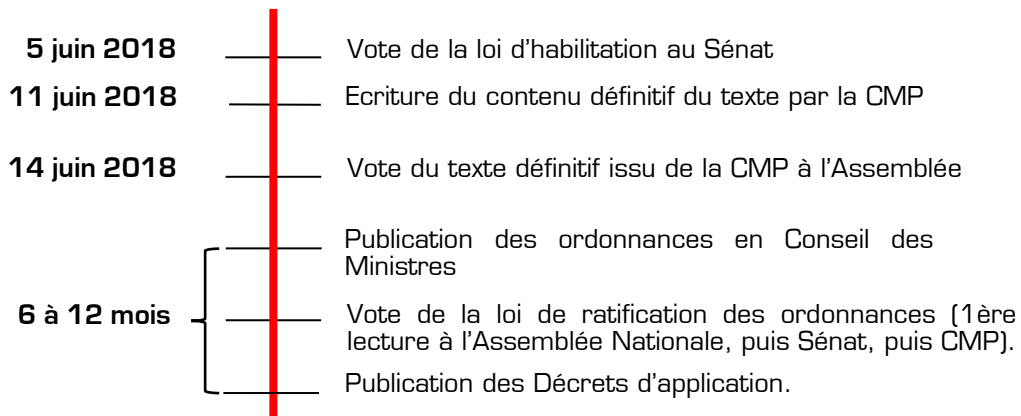 5 juin 2018 Vote de la loi d'habilitation au Sénat
11 juin 2018 Ecriture du contenu définitif du texte par la CMP
14 juin 2018 Vote du texte définitif issu de la CMP à l'Assemblée
Publication des ordonnances en Conseil des
Ministres
6 à 12 mois Vote de la loi de ratification des ordonnances (1ère
lecture à l'Assemblée Nationale, puis Sénat, puis CMP).
Publication des Décrets d'application.